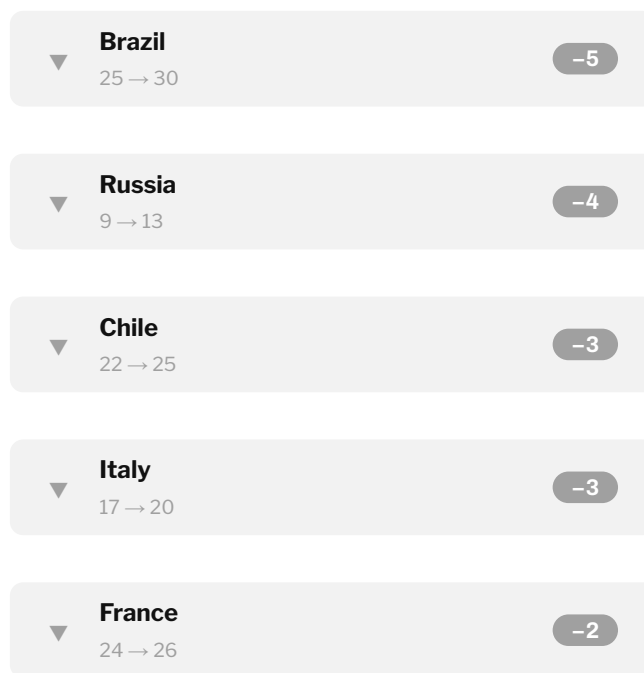 Brazil
25 → 30
–5
Russia
9 → 13
–4
Chile
22 → 25
–3
Italy
17 → 20
–3
France
24 → 26
–2